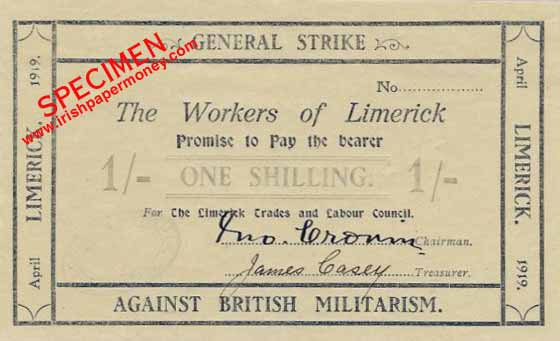 GENERAL STRIKE
SPECIMEN
www.irishpapermoney.com
No....................
The Workers of Limerick
Promise to Pay the bearer
1/- ONE SHILLING. 1/-
For The Limerick Trades and Labour Council.
Jno. Cronin Chairman.
James Casey Treasurer.
AGAINST BRITISH MILITARISM.
April LIMERICK. 1919.
April LIMERICK. 1919.